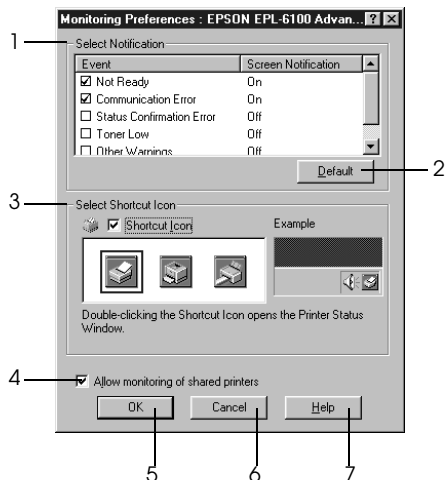 Monitoring Preferences : EPSON EPL-6100 Advan... ? X
1
Select Notification
Event Screen Notification
Not Ready On
Communication Error On
Status Confirmation Error Off
Toner Low Off
Other Warnings Off
Default
2
3
Select Shortcut Icon
Shortcut Icon
Example
Double-clicking the Shortcut Icon opens the Printer Status
Window.
4
Allow monitoring of shared printers
OK Cancel Help
5 6 7